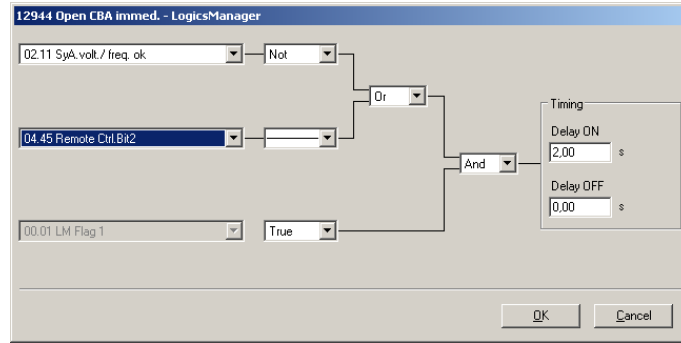 12944 Open CBA immed. - LogicsManager
02.11 SyA.volt./ freq. ok
Not
Or
Timing
Delay ON
04.45 Remote Ctrl.Bit2
2,00 s
And
Delay OFF
0,00 s
00.01 LM Flag 1
True
OK
Cancel